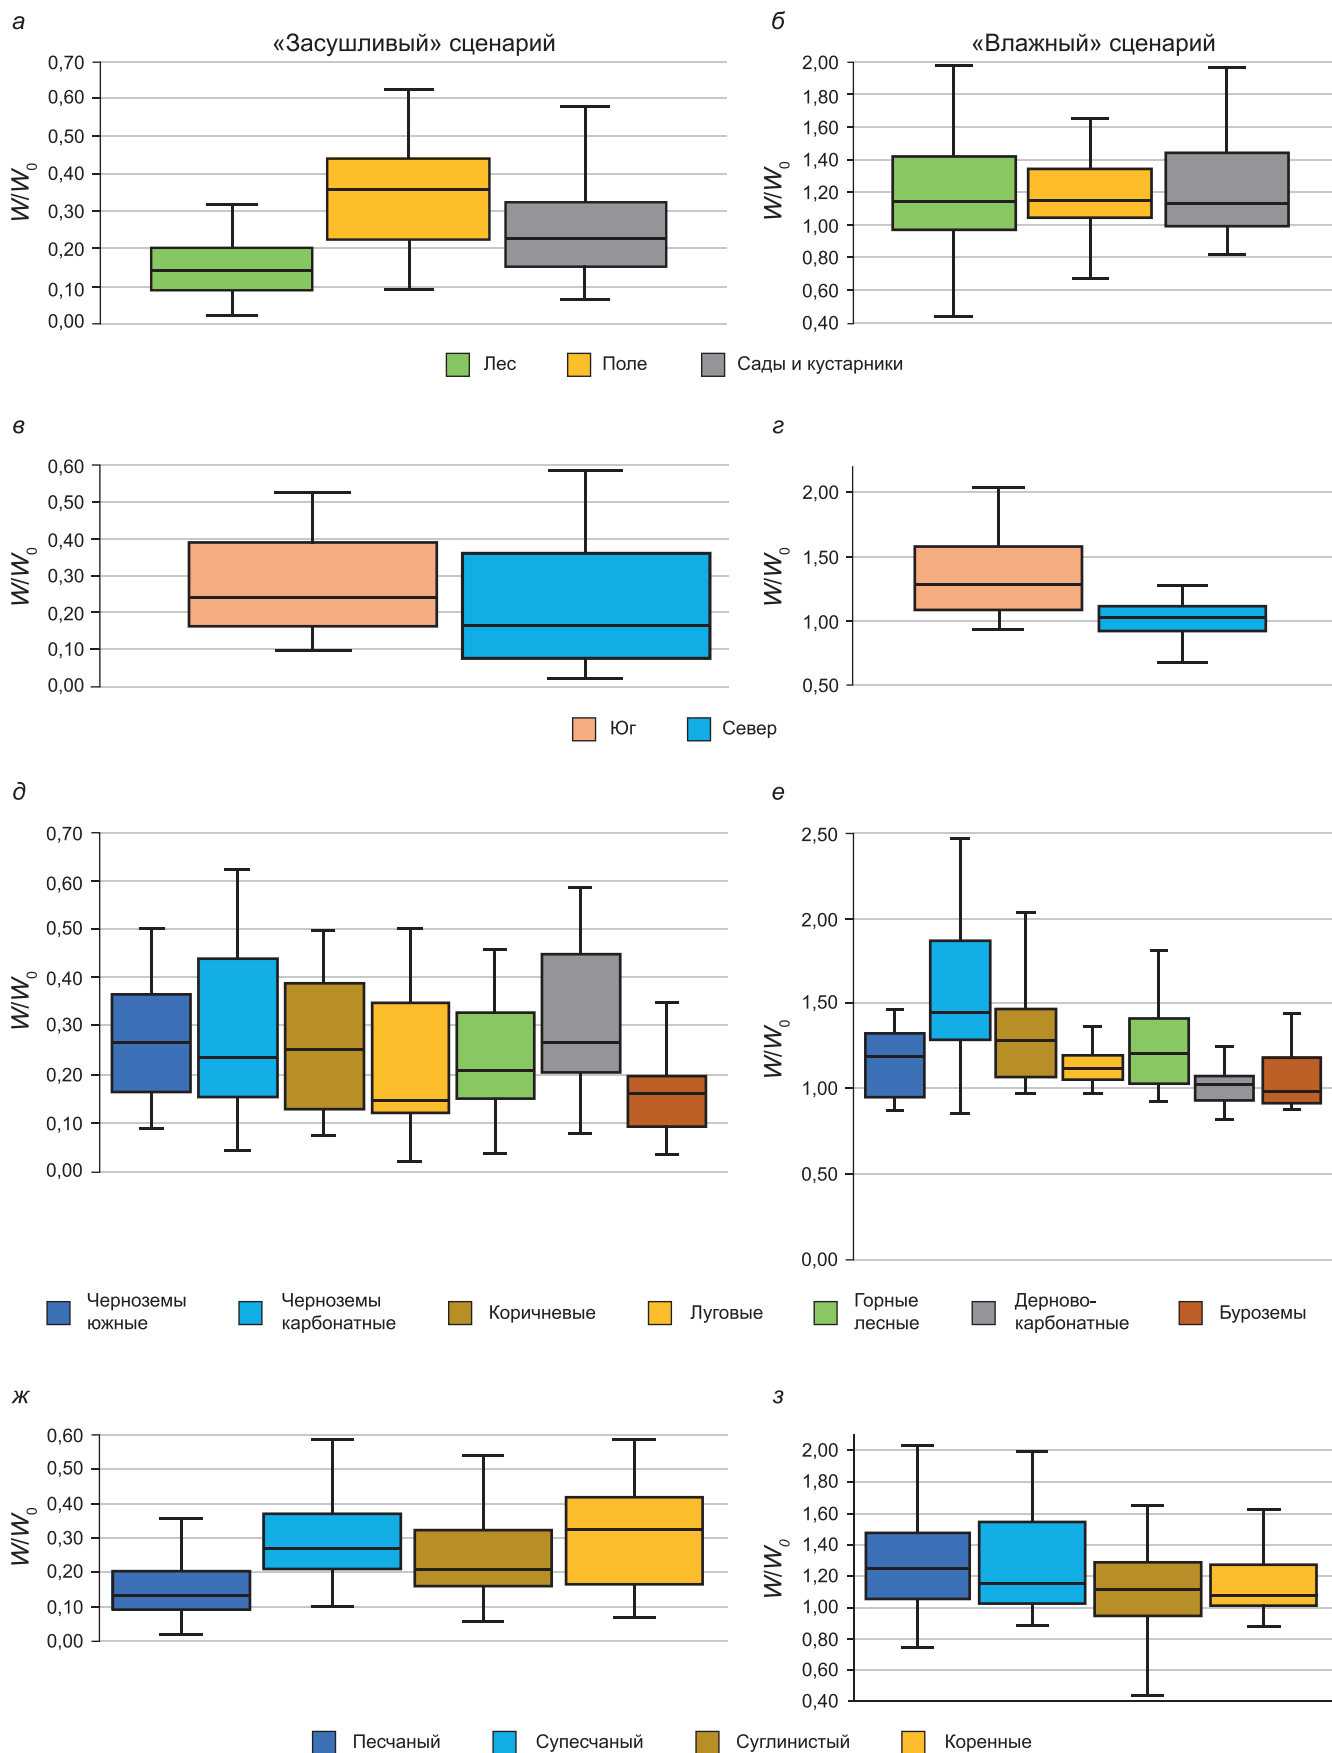 а
б
«Засушливый» сценарий
«Влажный» сценарий
0,70
0,60
0,50
0,40
0,30
0,20
0,10
0,00
W/W0
2,00
1,80
1,60
1,40
1,20
1,00
0,80
0,60
0,40
W/W0
Лес
Поле
Сады и кустарники
в
г
0,60
0,50
0,40
0,30
0,20
0,10
0,00
W/W0
2,00
1,50
1,00
0,50
W/W0
Юг
Север
д
е
0,70
0,60
0,50
0,40
0,30
0,20
0,10
0,00
W/W0
2,50
2,00
1,50
1,00
0,50
0,00
W/W0
Черноземы
южные
Черноземы
карбонатные
Коричневые
Луговые
Горные
лесные
Дерново-
карбонатные
Буроземы
ж
з
0,60
0,50
0,40
0,30
0,20
0,10
0,00
W/W0
2,00
1,80
1,60
1,40
1,20
1,00
0,80
0,60
0,40
W/W0
Песчаный
Супесчаный
Суглинистый
Коренные